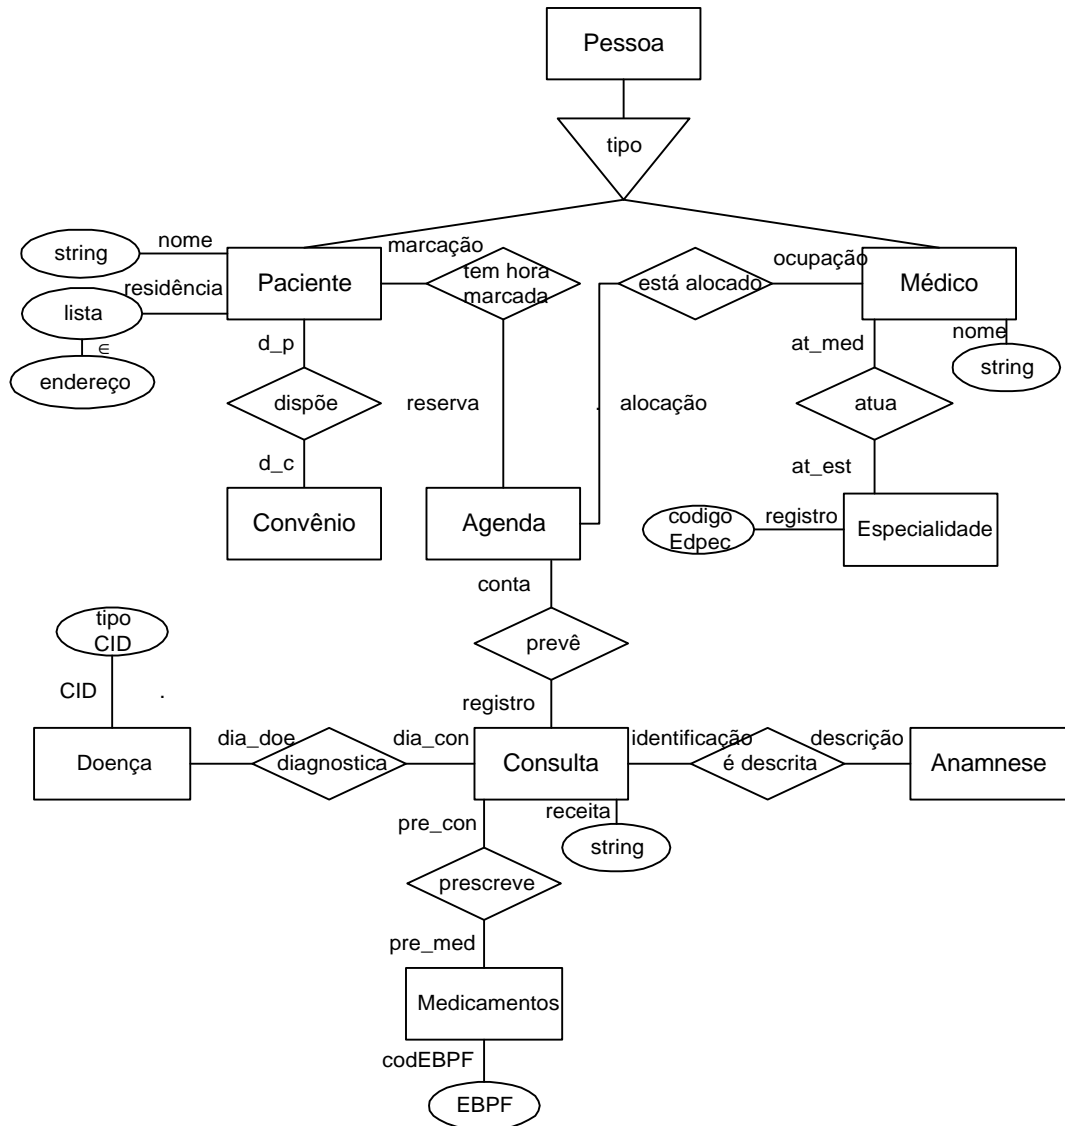 Pessoa
tipo
string
nome
marcação
ocupação
residência
Paciente
tem hora
marcada
está alocado
Médico
lista
nome
∈
d_p
at_med
endereço
string
dispõe
reserva
.
alocação
atua
d_c
at_est
Convênio
Agenda
codigo
Edpec
registro
Especialidade
conta
tipo
CID
prevê
CID
.
registro
dia_doe
dia_con
identificação
descrição
Doença
diagnostica
Consulta
é descrita
Anamnese
receita
pre_con
string
prescreve
pre_med
Medicamentos
codEBPF
EBPF